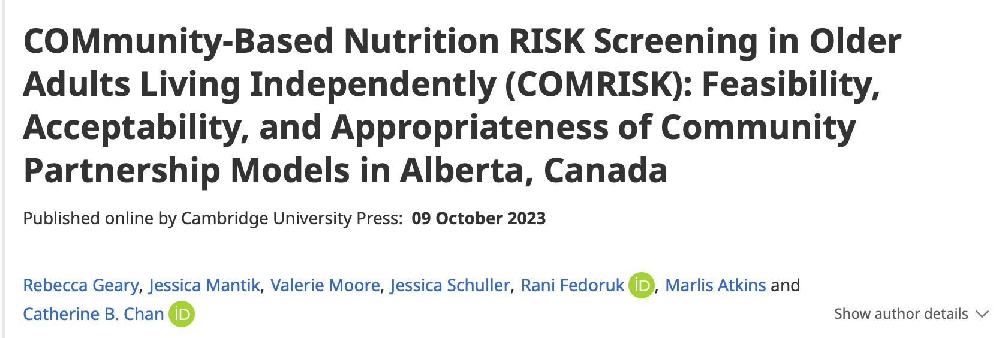 COMmunity-Based Nutrition RISK Screening in Older
Adults Living Independently (COMRISK): Feasibility,
Acceptability, and Appropriateness of Community
Partnership Models in Alberta, Canada
Published online by Cambridge University Press: 09 October 2023
Rebecca Geary, Jessica Mantik, Valerie Moore, Jessica Schuller, Rani Fedoruk iD, Marlis Atkins and
Catherine B. Chan iD
Show author details